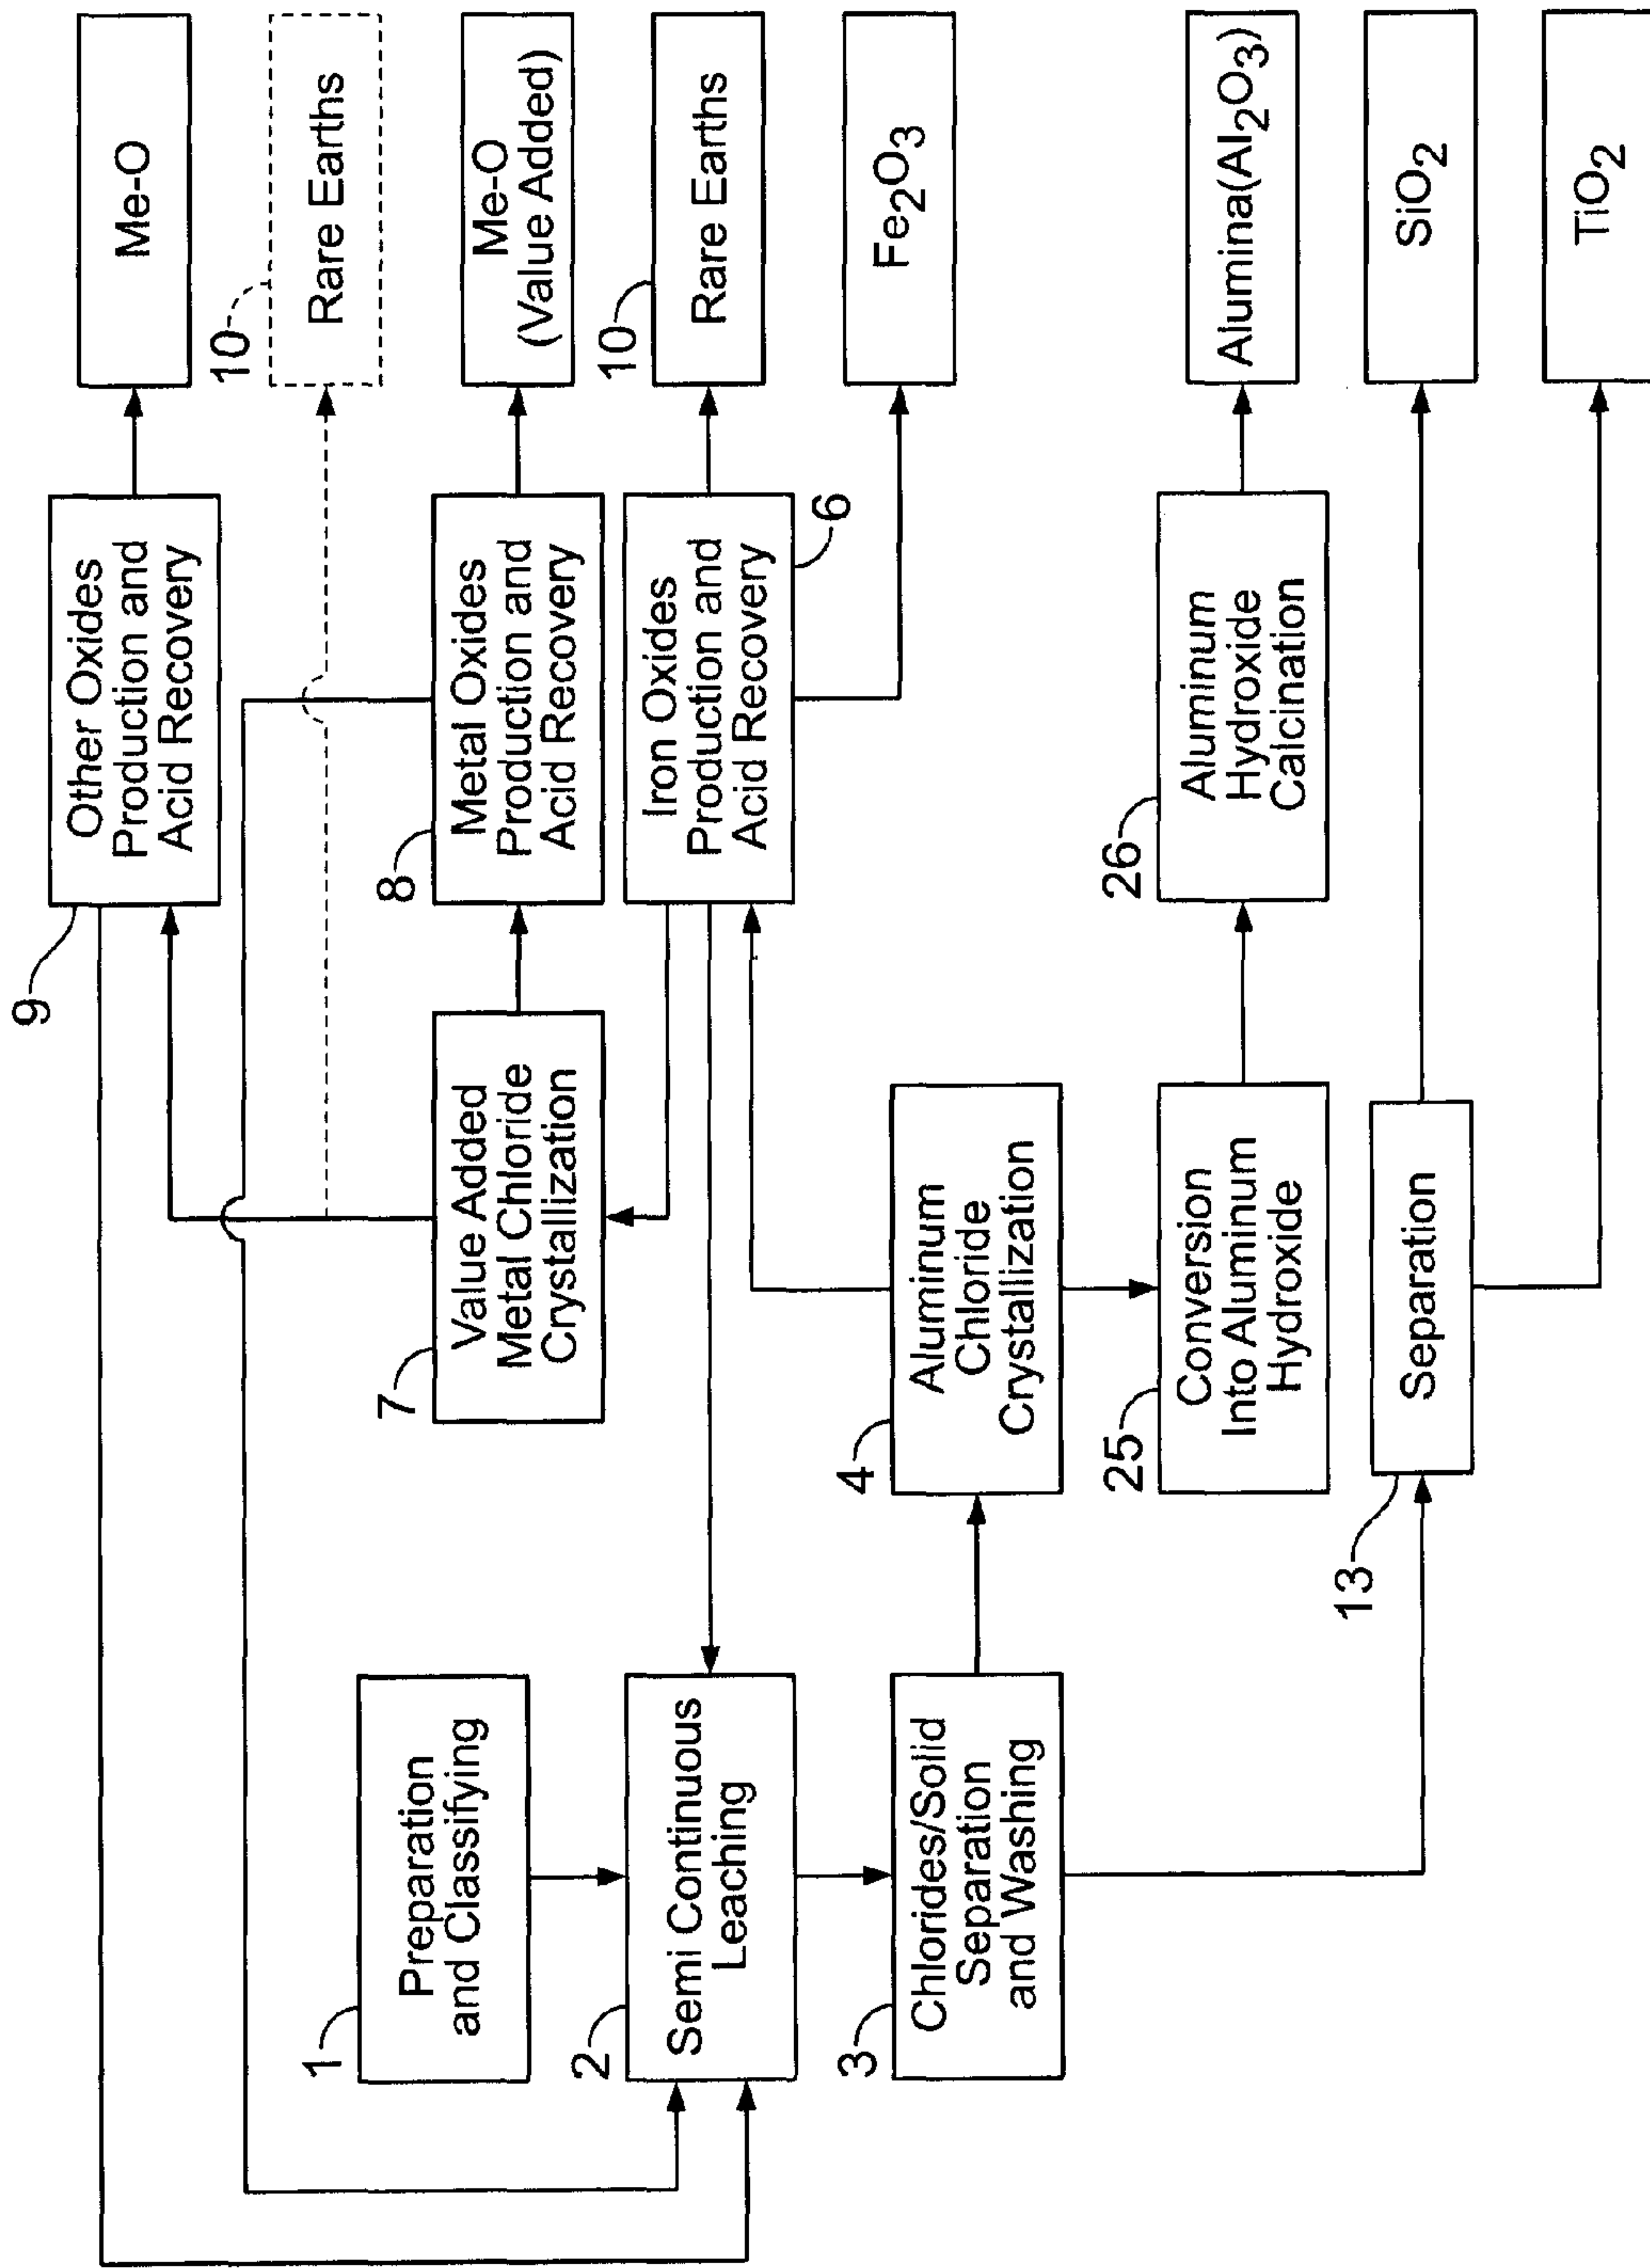 9
Other Oxides
Production and
Acid Recovery
Me-O
10
Rare Earths
1
Preparation
and Classifying
7
Value Added
Metal Chloride
Crystallization
8
Metal Oxides
Production and
Acid Recovery
Me-O
(Value Added)
2
Semi Continuous
Leaching
Iron Oxides
Production and
Acid Recovery
6
10
Rare Earths
3
Chlorides/Solid
Separation
and Washing
4
Aluminum
Chloride
Crystallization
Fe2O3
25
Conversion
Into Aluminum
Hydroxide
26
Aluminum
Hydroxide
Calcination
Alumina(Al2O3)
13
Separation
SiO2
TiO2